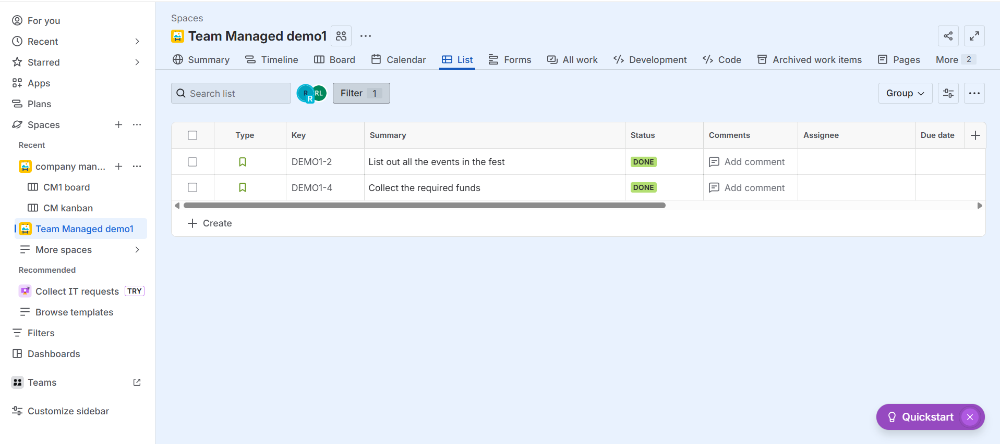 For you
Recent
Starred
Apps
Plans
Spaces
Recent
company man...
CM1 board
CM kanban
Team Managed demo1
More spaces
Recommended
Collect IT requests TRY
Browse templates
Filters
Dashboards
Teams
Customize sidebar
Spaces
Team Managed demo1
Summary Timeline Board Calendar List Forms All work Development Code Archived work items Pages More 2
Search list R R RL Filter 1 Group
Type Key Summary Status Comments Assignee Due date
DEMO1-2 List out all the events in the fest DONE Add comment
DEMO1-4 Collect the required funds DONE Add comment
Create
Quickstart